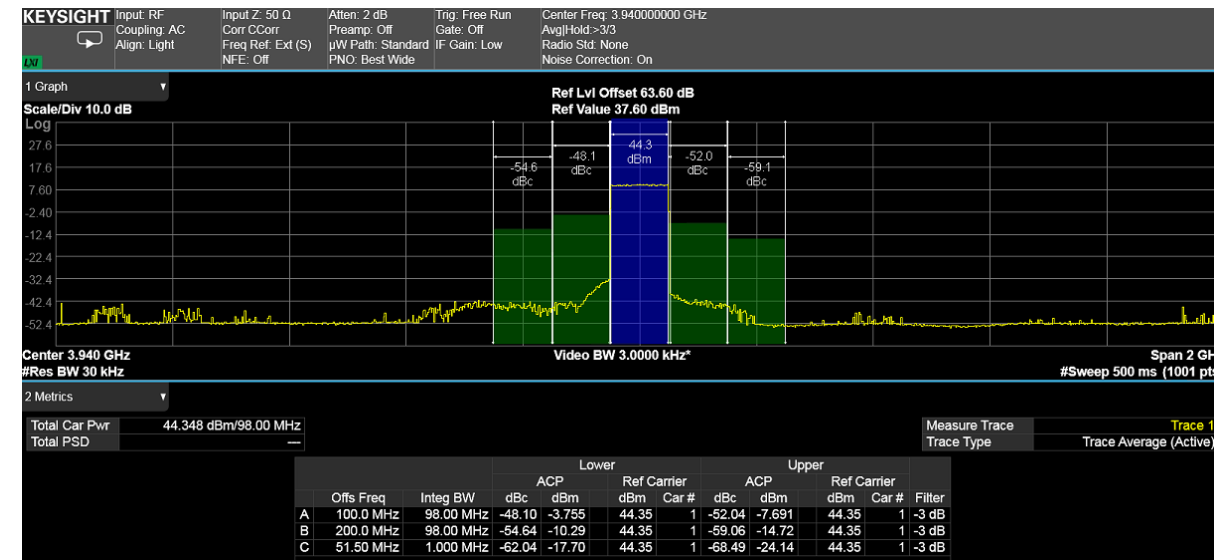 KEYSIGHT Input: RF Input Z: 50 Ω Atten: 2 dB Trig: Free Run Center Freq: 3.940000000 GHz
Coupling: AC Corr CCorr Preamp: Off Gate: Off Avg|Hold:>3/3
Align: Light Freq Ref: Ext (S) µW Path: Standard IF Gain: Low Radio Std: None
LXI NFE: Off PNO: Best Wide Noise Correction: On
1 Graph
Ref Lvl Offset 63.60 dB
Scale/Div 10.0 dB Ref Value 37.60 dBm
Log
27.6
17.6
7.60
-2.40
-12.4
-22.4
-32.4
-42.4
-52.4
-54.6 dBc
-48.1 dBc
44.3 dBm
-52.0 dBc
-59.1 dBc
Center 3.940 GHz Video BW 3.0000 kHz* Span 2 GH
#Res BW 30 kHz #Sweep 500 ms (1001 pts
2 Metrics
Total Car Pwr 44.348 dBm/98.00 MHz Measure Trace Trace 1
Total PSD --- Trace Type Trace Average (Active)
Lower Upper
ACP Ref Carrier ACP Ref Carrier
Offs Freq Integ BW dBc dBm dBm Car # dBc dBm dBm Car # Filter
A 100.0 MHz 98.00 MHz -48.10 -3.755 44.35 1 -52.04 -7.691 44.35 1 -3 dB
B 200.0 MHz 98.00 MHz -54.64 -10.29 44.35 1 -59.06 -14.72 44.35 1 -3 dB
C 51.50 MHz 1.000 MHz -62.04 -17.70 44.35 1 -68.49 -24.14 44.35 1 -3 dB